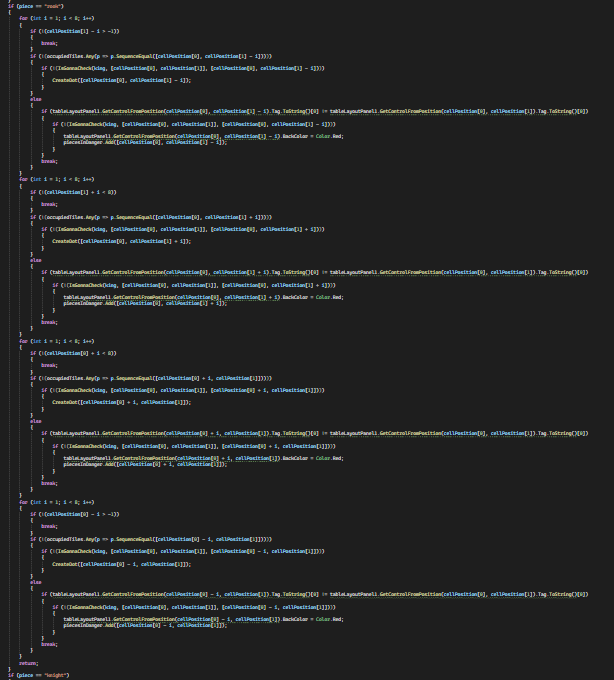 if (piece == "rook")
{
for (int i = 1; i < 8; i++)
{
if (!(cellPosition[1] - i > -1))
{
break;
}
if (!(occupiedTiles.Any(p => p.SequenceEqual([cellPosition[0], cellPosition[1] - i]))))
{
if (!(IsGonnaCheck(king, [cellPosition[0], cellPosition[1]], [cellPosition[0], cellPosition[1] - i])))
{
CreateDot([cellPosition[0], cellPosition[1] - i]);
}
}
else
{
if (tableLayoutPanel1.GetControlFromPosition(cellPosition[0], cellPosition[1] - i).Tag.ToString()[0] != tableLayoutPanel1.GetControlFromPosition(cellPosition[0], cellPosition[1]).Tag.ToString()[0])
{
if (!(IsGonnaCheck(king, [cellPosition[0], cellPosition[1]], [cellPosition[0], cellPosition[1] - i])))
{
tableLayoutPanel1.GetControlFromPosition(cellPosition[0], cellPosition[1] - i).BackColor = Color.Red;
piecesInDanger.Add([cellPosition[0], cellPosition[1] - i]);
}
}
break;
}
}
for (int i = 1; i < 8; i++)
{
if (!(cellPosition[1] + i < 8))
{
break;
}
if (!(occupiedTiles.Any(p => p.SequenceEqual([cellPosition[0], cellPosition[1] + i]))))
{
if (!(IsGonnaCheck(king, [cellPosition[0], cellPosition[1]], [cellPosition[0], cellPosition[1] + i])))
{
CreateDot([cellPosition[0], cellPosition[1] + i]);
}
}
else
{
if (tableLayoutPanel1.GetControlFromPosition(cellPosition[0], cellPosition[1] + i).Tag.ToString()[0] != tableLayoutPanel1.GetControlFromPosition(cellPosition[0], cellPosition[1]).Tag.ToString()[0])
{
if (!(IsGonnaCheck(king, [cellPosition[0], cellPosition[1]], [cellPosition[0], cellPosition[1] + i])))
{
tableLayoutPanel1.GetControlFromPosition(cellPosition[0], cellPosition[1] + i).BackColor = Color.Red;
piecesInDanger.Add([cellPosition[0], cellPosition[1] + i]);
}
}
break;
}
}
for (int i = 1; i < 8; i++)
{
if (!(cellPosition[0] + i < 8))
{
break;
}
if (!(occupiedTiles.Any(p => p.SequenceEqual([cellPosition[0] + i, cellPosition[1]]))))
{
if (!(IsGonnaCheck(king, [cellPosition[0], cellPosition[1]], [cellPosition[0] + i, cellPosition[1]])))
{
CreateDot([cellPosition[0] + i, cellPosition[1]]);
}
}
else
{
if (tableLayoutPanel1.GetControlFromPosition(cellPosition[0] + i, cellPosition[1]).Tag.ToString()[0] != tableLayoutPanel1.GetControlFromPosition(cellPosition[0], cellPosition[1]).Tag.ToString()[0])
{
if (!(IsGonnaCheck(king, [cellPosition[0], cellPosition[1]], [cellPosition[0] + i, cellPosition[1]])))
{
tableLayoutPanel1.GetControlFromPosition(cellPosition[0] + i, cellPosition[1]).BackColor = Color.Red;
piecesInDanger.Add([cellPosition[0] + i, cellPosition[1]]);
}
}
break;
}
}
for (int i = 1; i < 8; i++)
{
if (!(cellPosition[0] - i > -1))
{
break;
}
if (!(occupiedTiles.Any(p => p.SequenceEqual([cellPosition[0] - i, cellPosition[1]]))))
{
if (!(IsGonnaCheck(king, [cellPosition[0], cellPosition[1]], [cellPosition[0] - i, cellPosition[1]])))
{
CreateDot([cellPosition[0] - i, cellPosition[1]]);
}
}
else
{
if (tableLayoutPanel1.GetControlFromPosition(cellPosition[0] - i, cellPosition[1]).Tag.ToString()[0] != tableLayoutPanel1.GetControlFromPosition(cellPosition[0], cellPosition[1]).Tag.ToString()[0])
{
if (!(IsGonnaCheck(king, [cellPosition[0], cellPosition[1]], [cellPosition[0] - i, cellPosition[1]])))
{
tableLayoutPanel1.GetControlFromPosition(cellPosition[0] - i, cellPosition[1]).BackColor = Color.Red;
piecesInDanger.Add([cellPosition[0] - i, cellPosition[1]]);
}
}
break;
}
}
return;
}
if (piece == "knight")